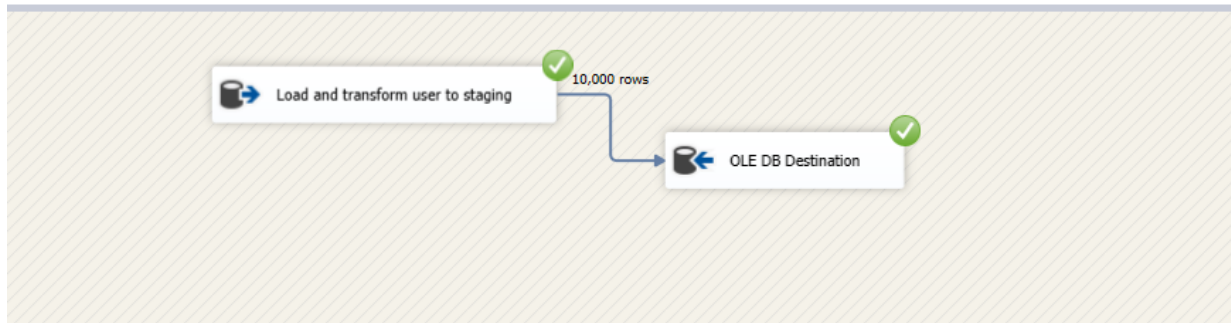 10,000 rows
Load and transform user to staging
OLE DB Destination